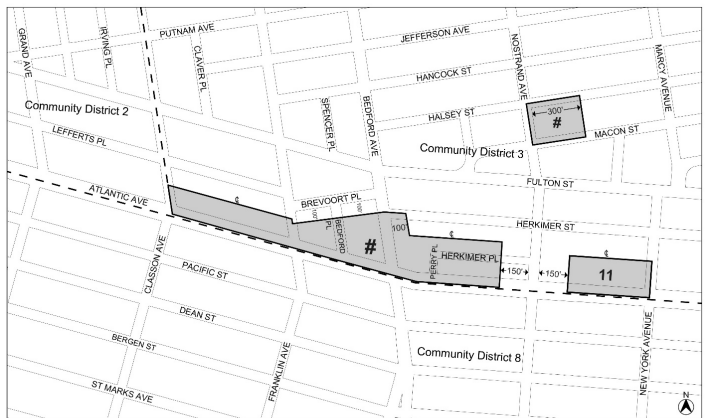 GRAND AVE
IRVING PL
PUTNAM AVE
CLAVER PL
JEFFERSON AVE
NOSTRAND AVE
MARCY AVENUE
HANCOCK ST
Community District 2
SPENCER PL
BEDFORD AVE
HALSEY ST
300'
#
MACON ST
LEFFERTS PL
Community District 3
FULTON ST
ATLANTIC AVE
BREVOORT PL
℄
100'
100'
BEDFORD PL
100'
HERKIMER ST
℄
℄
CLASSON AVE
#
PERRY PL
HERKIMER PL
150'
150'
11
PACIFIC ST
DEAN ST
BERGEN ST
FRANKLIN AVE
Community District 8
NEW YORK AVENUE
ST MARKS AVE
N